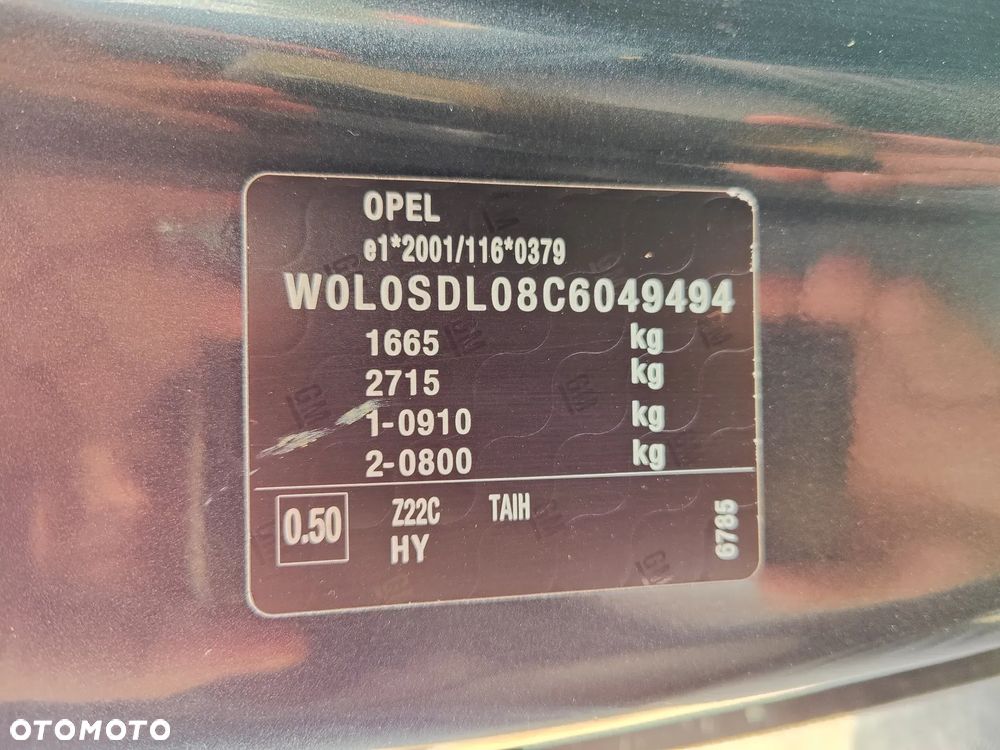 OPEL
e1*2001/116*0379
W0L0SDL08C6049494
1665 kg
2715 kg
1-0910 kg
2-0800 kg
0.50 Z22C TAIH
HY
6785
OTOMOTO